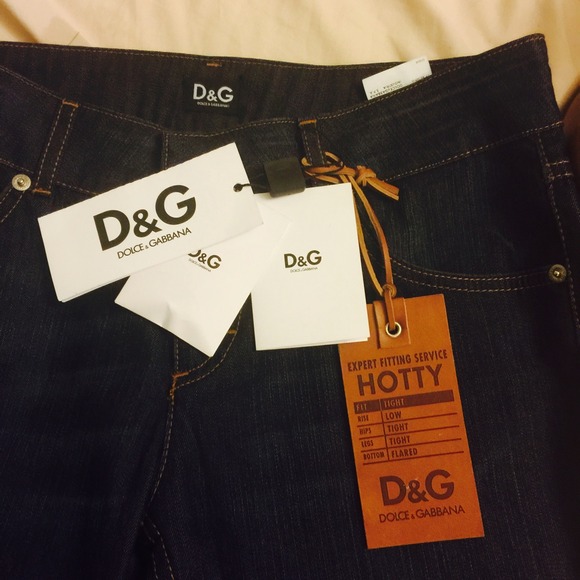 D&G
DOLCE & GABBANA
D&G
DOLCE & GABBANA
D&G
D&G
DOLCE & GABBANA
EXPERT FITTING SERVICE
HOTTY
FIT TIGHT
RISE LOW
HIPS TIGHT
LEGS TIGHT
BOTTOM FLARED
D&G
DOLCE & GABBANA